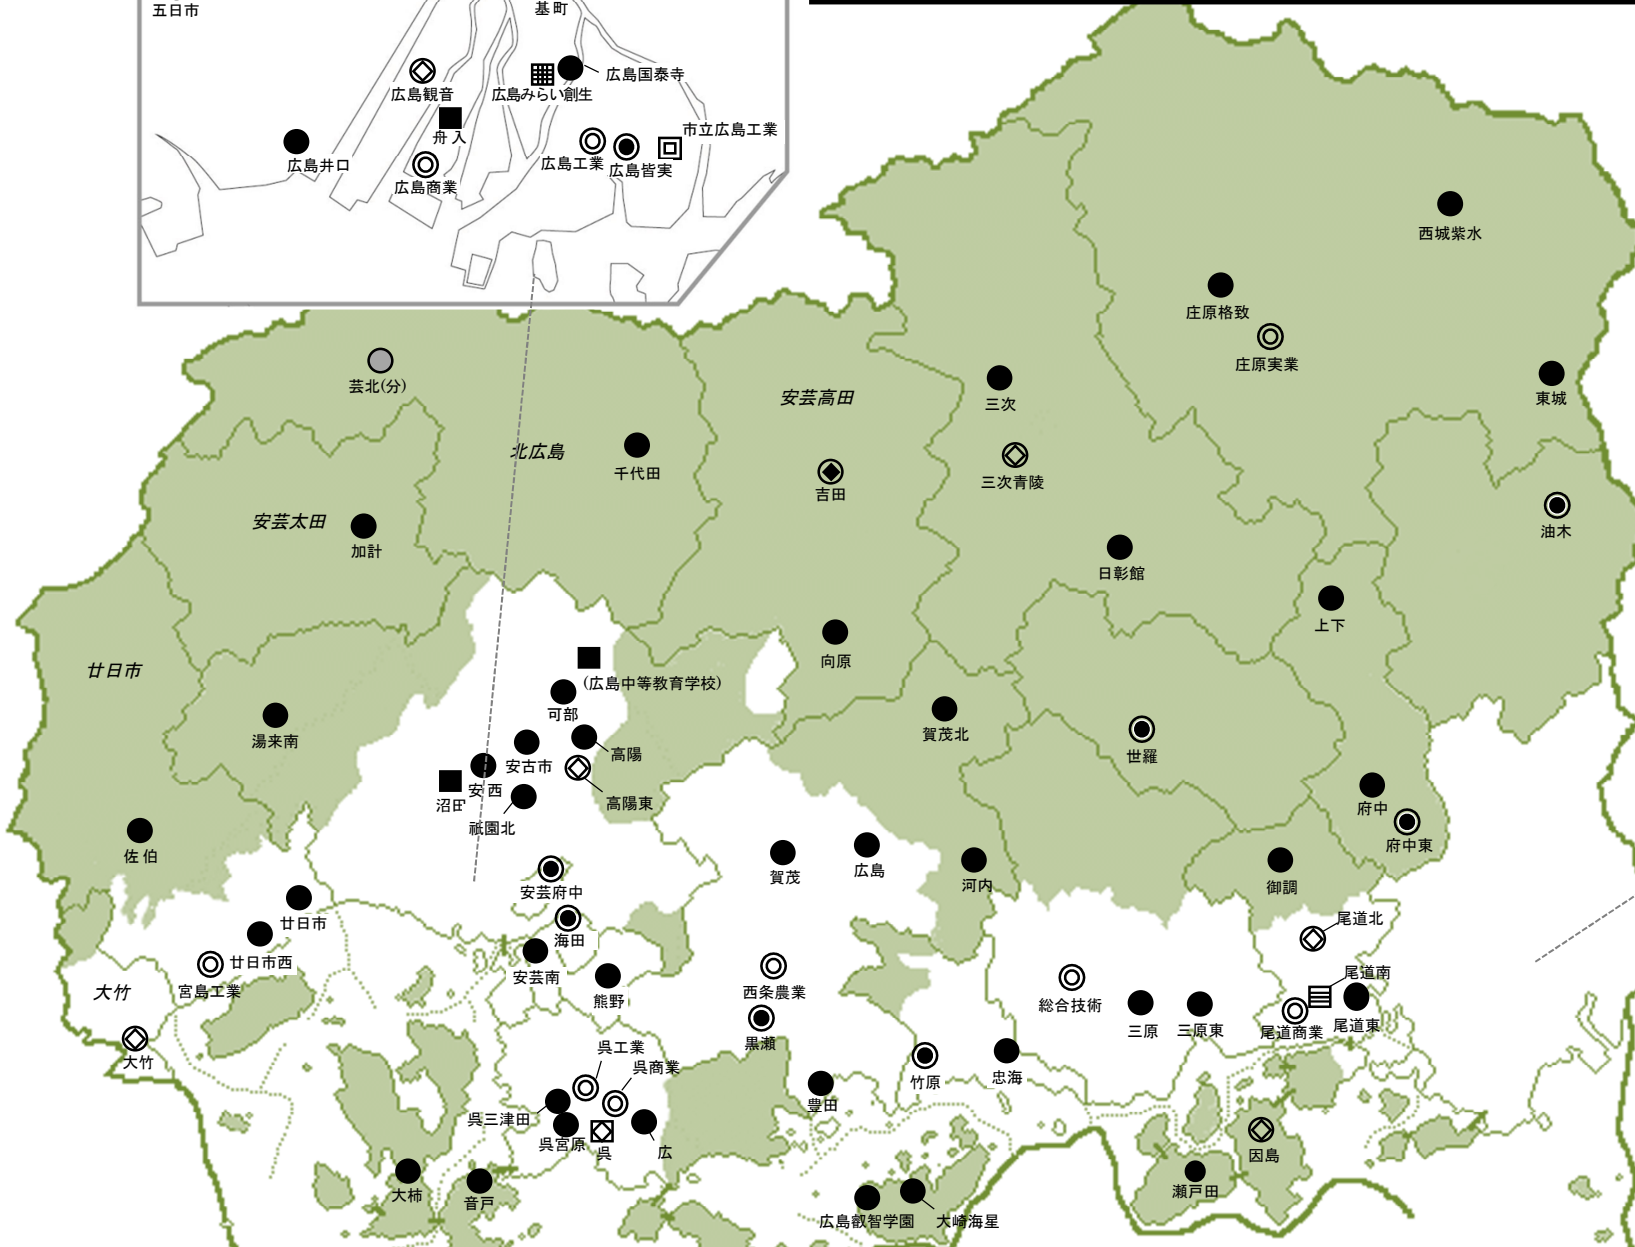 五日市
基町
広島国泰寺
広島観音
広島みらい創生
舟入
市立広島工業
広島井口
広島工業
広島皆実
広島商業
西城紫水
庄原格致
庄原実業
芸北(分)
安芸高田
三次
東城
北広島
千代田
吉田
三次青陵
安芸太田
加計
油木
日彰館
上下
向原
廿日市
(広島中等教育学校)
可部
湯来南
賀茂北
安古市
高陽
世羅
沼田
安西
高陽東
府中
祇園北
佐伯
府中東
賀茂
広島
河内
御調
安芸府中
廿日市
尾道北
海田
廿日市西
安芸南
宮島工業
大竹
熊野
西条農業
総合技術
尾道南
三原
三原東
尾道商業
尾道東
黒瀬
呉工業
大竹
呉商業
竹原
忠海
豊田
呉三津田
呉宮原
呉
広
因島
大柿
音戸
瀬戸田
広島叡智学園
大崎海星